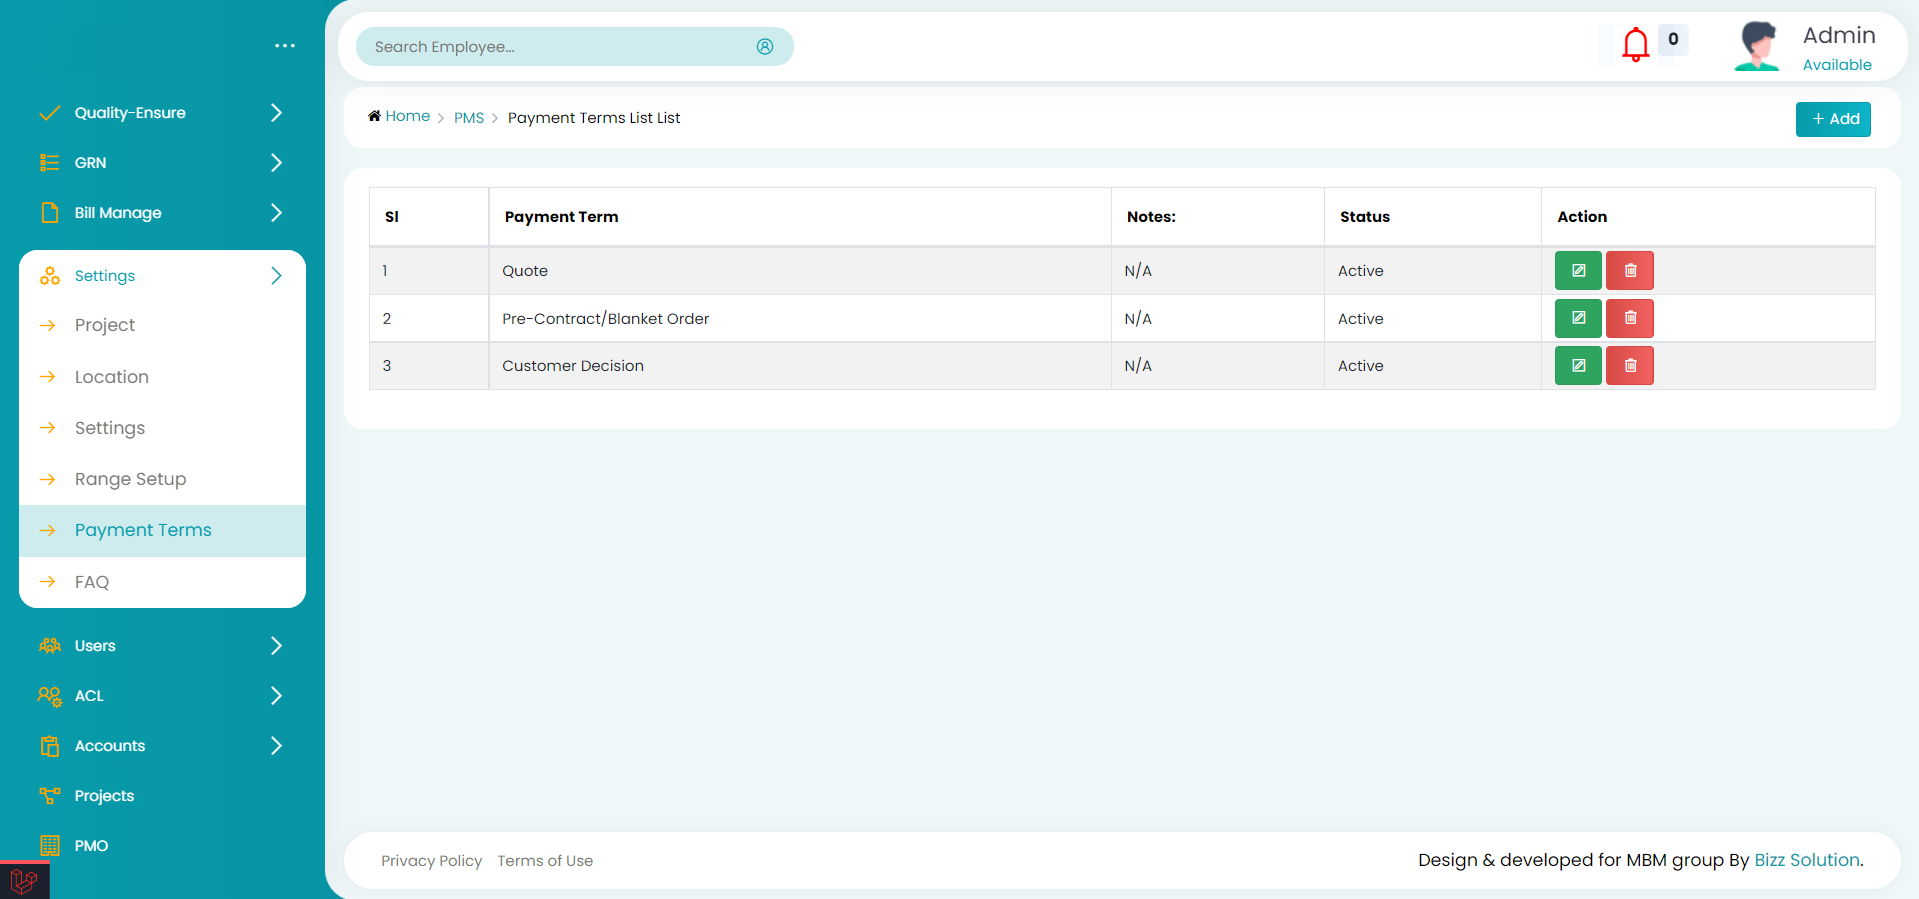 Search Employee...
0
Admin
Available
Quality-Ensure
GRN
Bill Manage
Settings
Project
Location
Settings
Range Setup
Payment Terms
FAQ
Users
ACL
Accounts
Projects
PMO
Home > PMS > Payment Terms List List
+ Add
Sl Payment Term Notes: Status Action
1 Quote N/A Active
2 Pre-Contract/Blanket Order N/A Active
3 Customer Decision N/A Active
Privacy Policy Terms of Use
Design & developed for MBM group By Bizz Solution.